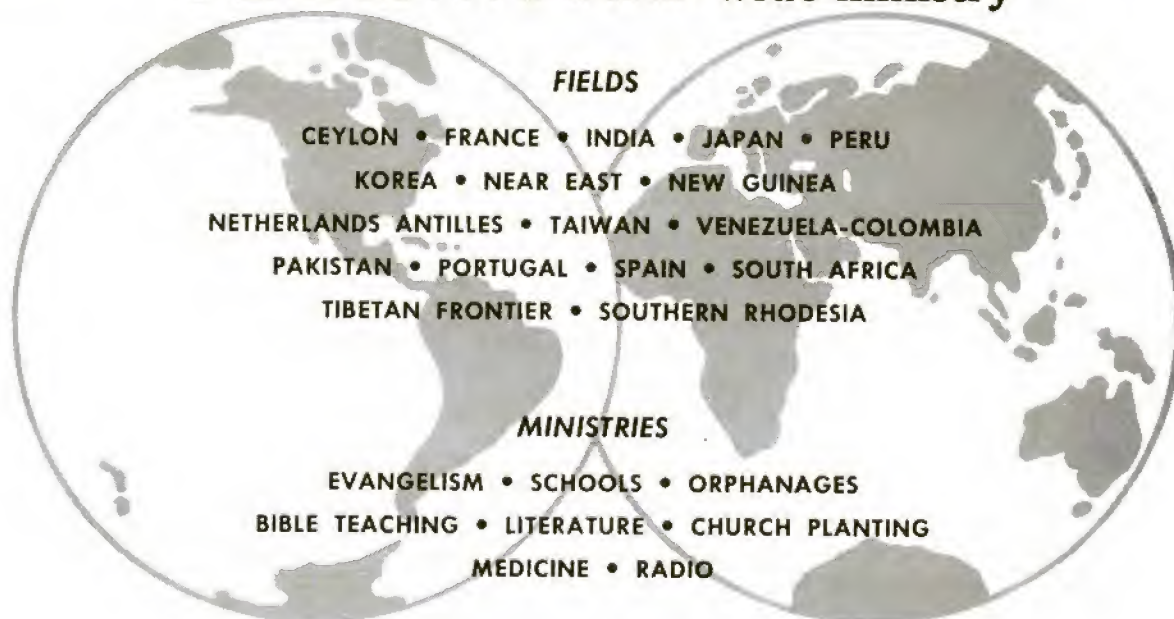 ministry
FIELDS
CEYLON • FRANCE • INDIA • JAPAN • PERU
KOREA • NEAR EAST • NEW GUINEA
NETHERLANDS ANTILLES • TAIWAN • VENEZUELA-COLOMBIA
PAKISTAN • PORTUGAL • SPAIN • SOUTH AFRICA
TIBETAN FRONTIER • SOUTHERN RHODESIA
MINISTRIES
EVANGELISM • SCHOOLS • ORPHANAGES
BIBLE TEACHING • LITERATURE • CHURCH PLANTING
MEDICINE • RADIO